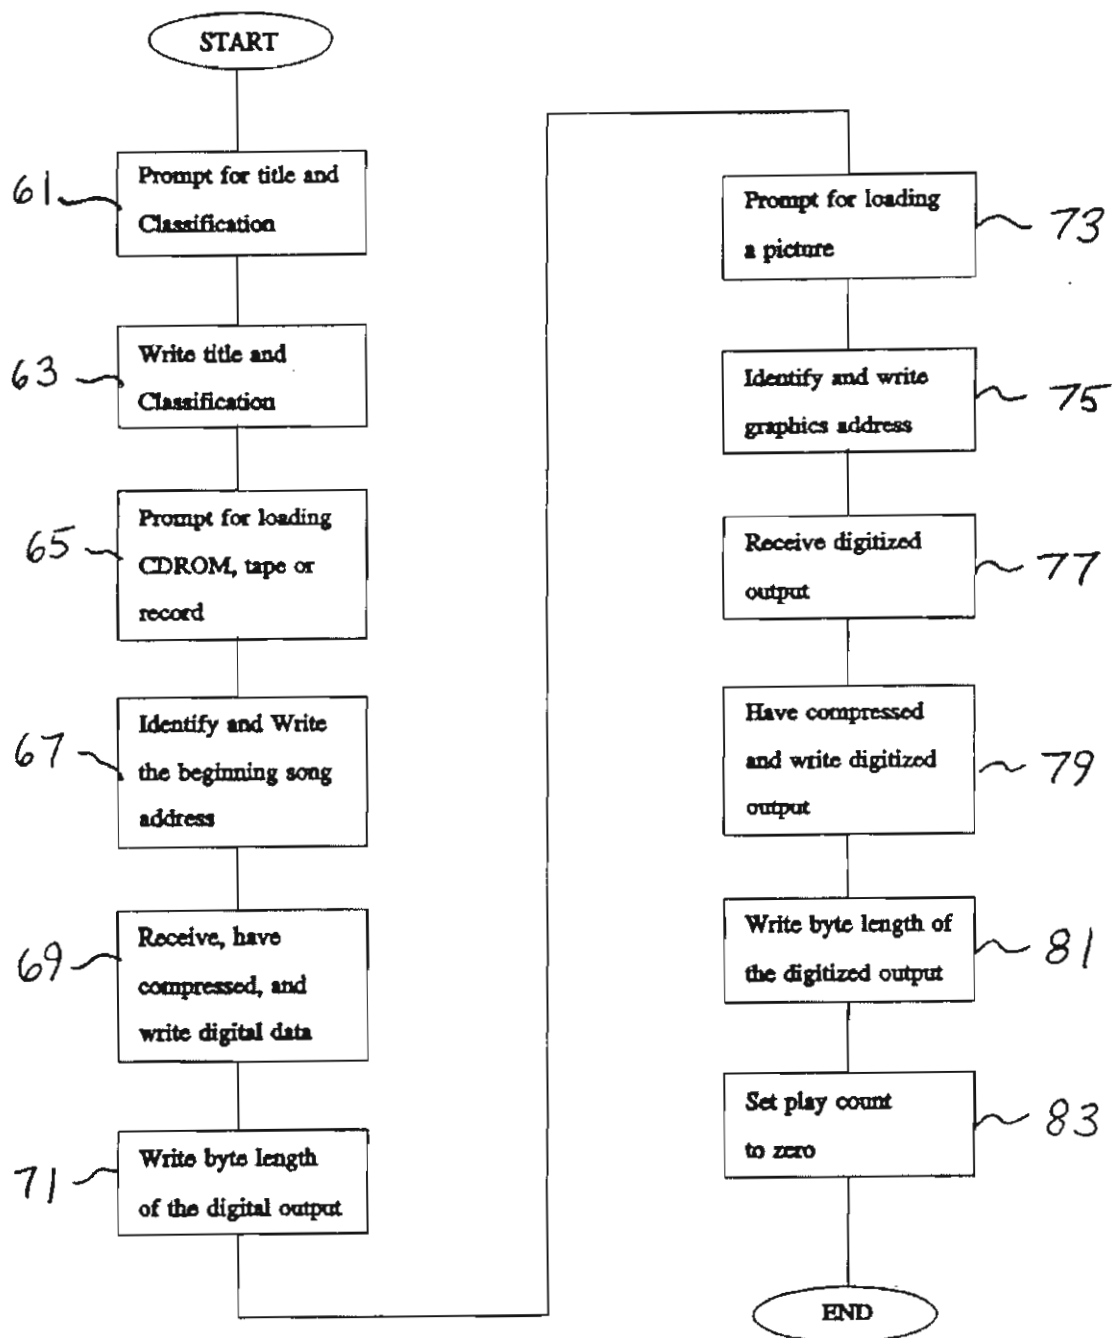 START
61
Prompt for title and
Classification
63
Write title and
Classification
65
Prompt for loading
CDROM, tape or
record
67
Identify and Write
the beginning song
address
69
Receive, have
compressed, and
write digital data
71
Write byte length
of the digital output
Prompt for loading
a picture
73
Identify and write
graphics address
75
Receive digitized
output
77
Have compressed
and write digitized
output
79
Write byte length of
the digitized output
81
Set play count
to zero
83
END